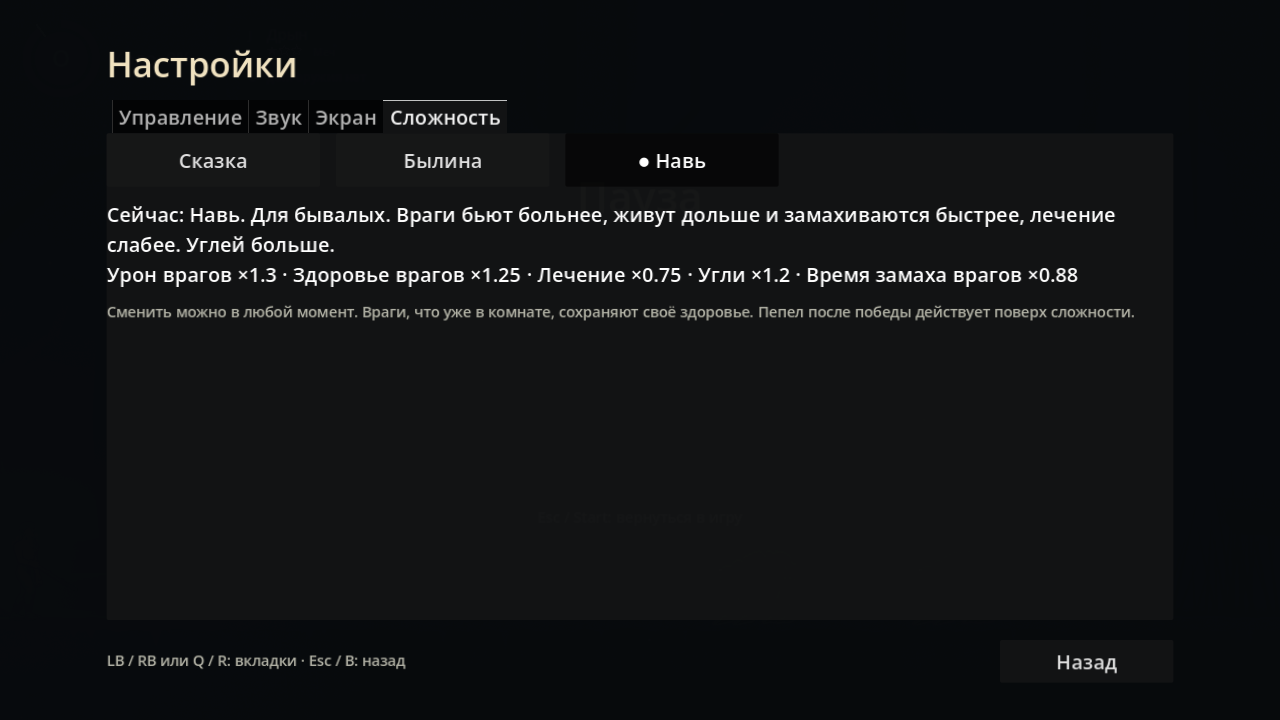 Настройки
Управление Звук Экран Сложность
Сказка Былина ● Навь
Пауза
Сейчас: Навь. Для бывалых. Враги бьют больнее, живут дольше и замахиваются быстрее, лечение
слабее. Углей больше.
Урон врагов ×1.3 · Здоровье врагов ×1.25 · Лечение ×0.75 · Угли ×1.2 · Время замаха врагов ×0.88
Сменить можно в любой момент. Враги, что уже в комнате, сохраняют своё здоровье. Пепел после победы действует поверх сложности.
LB / RB или Q / R: вкладки · Esc / B: назад
Назад